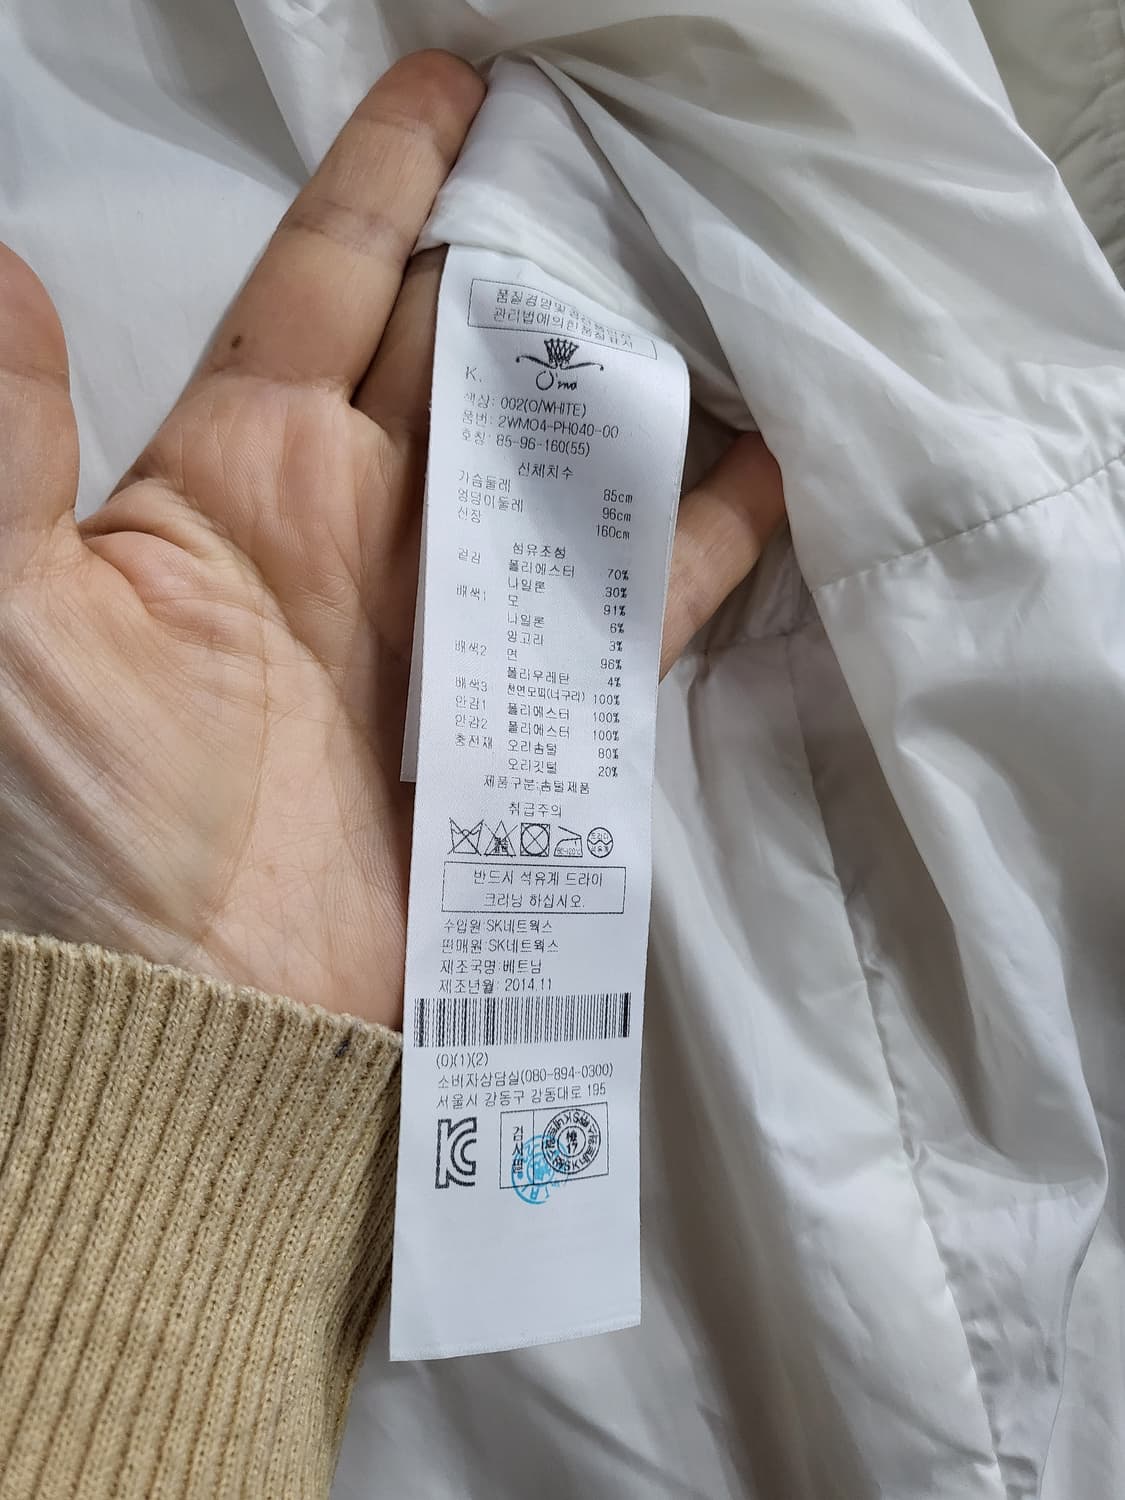 품질경영및공산품안전
관리법에의한품질표시
K.
O'2nd
색상: 002(O/WHITE)
품번: 2WMO4-PH040-00
호칭: 85-96-160(55)
신체치수
가슴둘레 85cm
엉덩이둘레 96cm
신장 160cm
섬유조성
겉감 폴리에스터 70%
나일론 30%
배색1 모 91%
나일론 6%
앙고라 3%
배색2 면 96%
폴리우레탄 4%
배색3 천연모피(너구리) 100%
안감1 폴리에스터 100%
안감2 폴리에스터 100%
충전재 오리솜털 80%
오리깃털 20%
제품구분:솜털제품
취급주의
드라이
석유계
반드시 석유계 드라이
크리닝 하십시오.
수입원:SK네트웍스
판매원:SK네트웍스
제조국명:베트남
제조년월: 2014.11
(0)(1)(2)
소비자상담실(080-894-0300)
서울시 강동구 강동대로 195
검사필